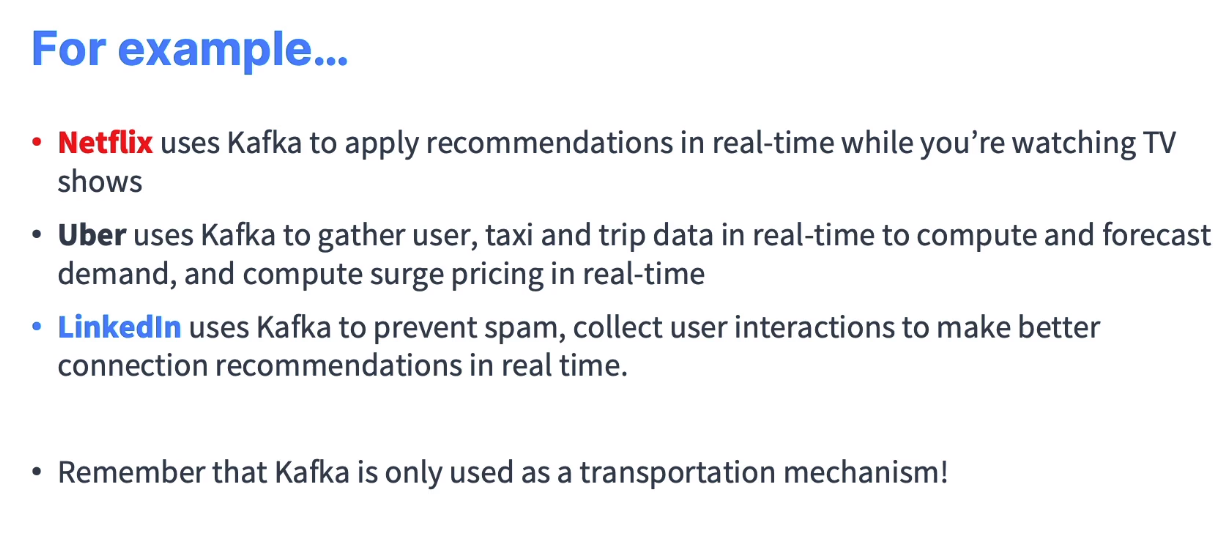 For example...
• Netflix uses Kafka to apply recommendations in real-time while you’re watching TV
shows
• Uber uses Kafka to gather user, taxi and trip data in real-time to compute and forecast
demand, and compute surge pricing in real-time
• LinkedIn uses Kafka to prevent spam, collect user interactions to make better
connection recommendations in real time.
• Remember that Kafka is only used as a transportation mechanism!